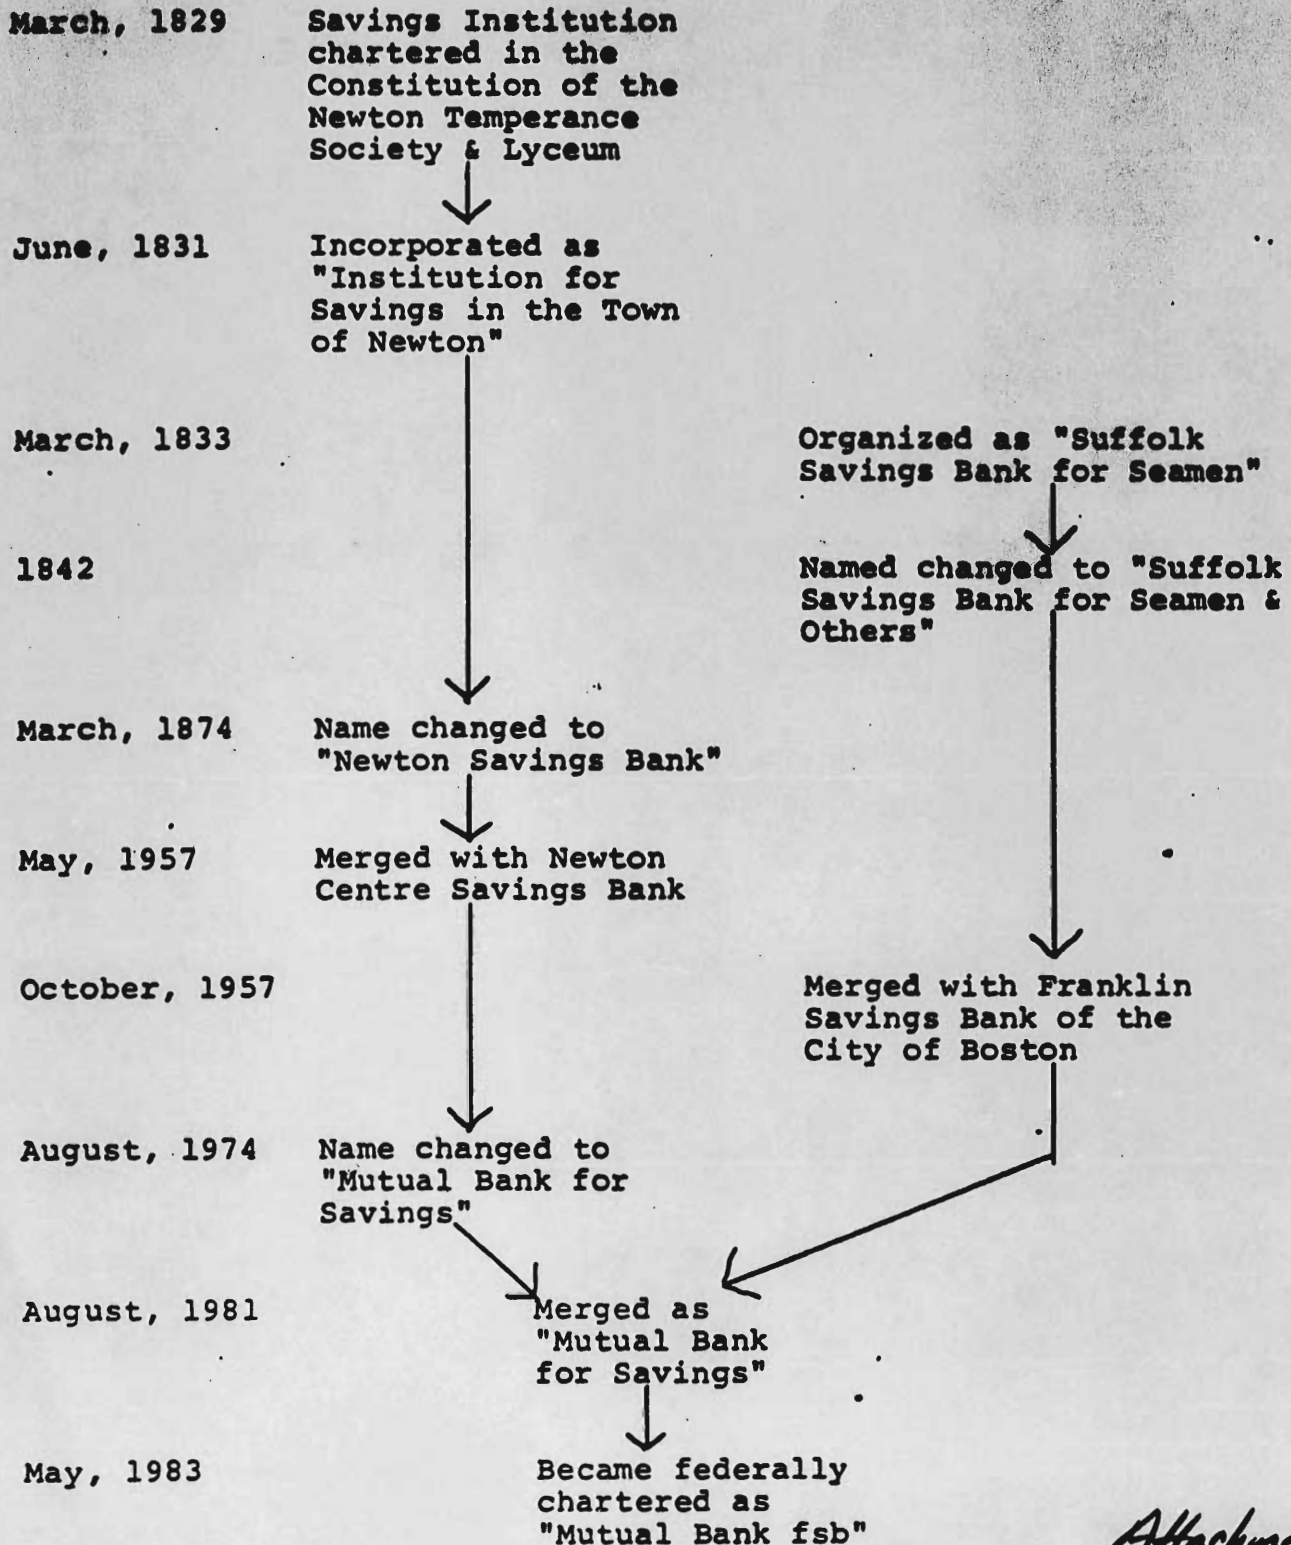 March, 1829 Savings Institution
chartered in the
Constitution of the
Newton Temperance
Society & Lyceum
June, 1831 Incorporated as
"Institution for
Savings in the Town
of Newton"
March, 1833 Organized as "Suffolk
Savings Bank for Seamen"
1842 Named changed to "Suffolk
Savings Bank for Seamen &
Others"
March, 1874 Name changed to
"Newton Savings Bank"
May, 1957 Merged with Newton
Centre Savings Bank
October, 1957 Merged with Franklin
Savings Bank of the
City of Boston
August, 1974 Name changed to
"Mutual Bank for
Savings"
August, 1981 Merged as
"Mutual Bank
for Savings"
May, 1983 Became federally
chartered as
"Mutual Bank fsb"